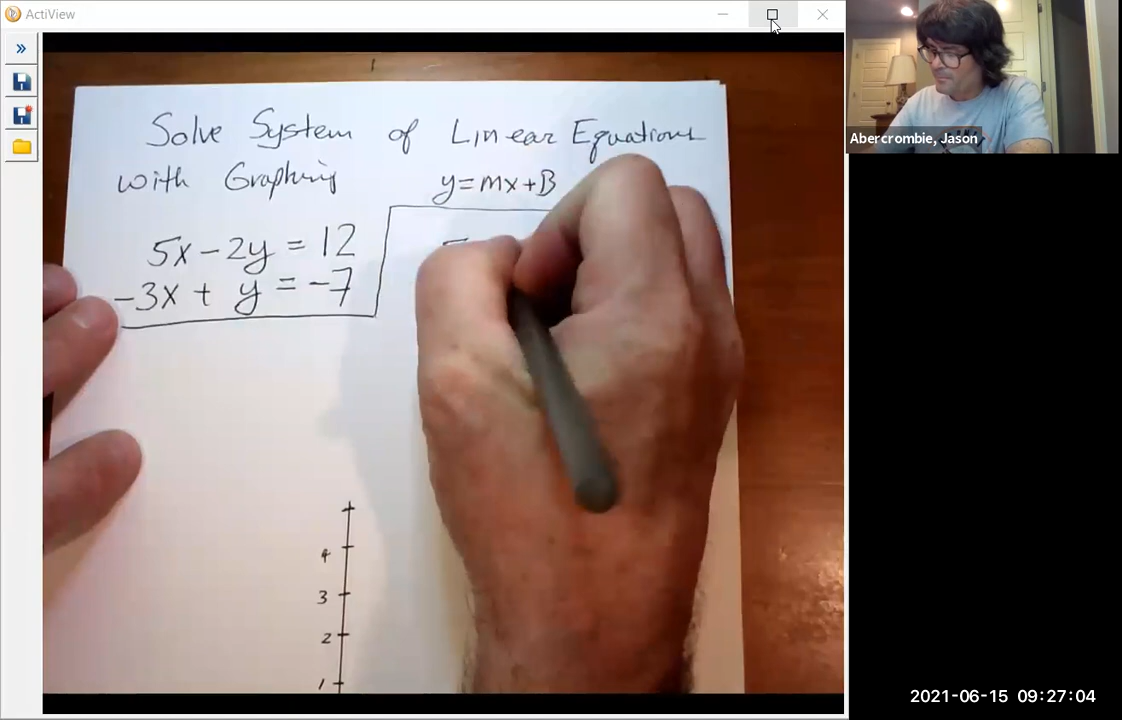 ActiView
Solve System of Linear Equations
with Graphing
y=mx+B
5x-2y=12
-3x+y=-7
4
3
2
1
Abercrombie, Jason
2021-06-15 09:27:04